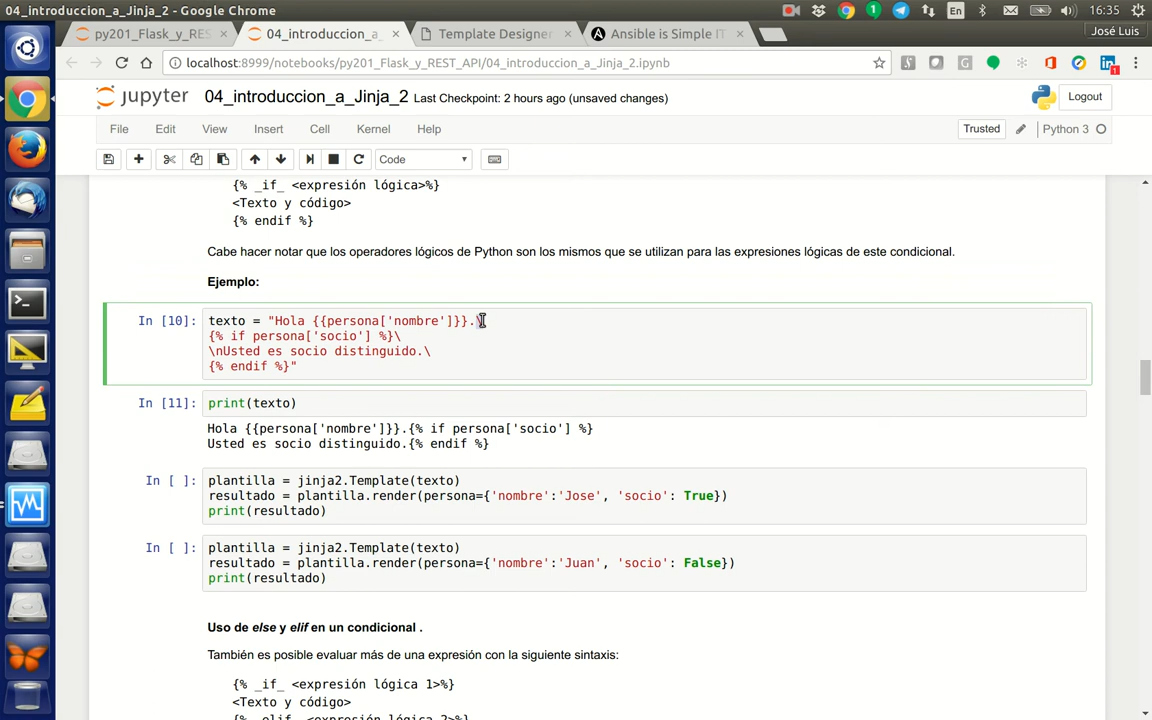 04_introduccion_a_Jinja_2 - Google Chrome
En
16:35
py201_Flask_y_RES
04_introduccion_a_
Template Designer
Ansible is Simple IT
José Luis
localhost:8999/notebooks/py201_Flask_y_REST_API/04_introduccion_a_Jinja_2.ipynb
jupyter
04_introduccion_a_Jinja_2
Last Checkpoint: 2 hours ago (unsaved changes)
Logout
File
Edit
View
Insert
Cell
Kernel
Help
Trusted
Python 3
Code
{% _if_ <expresión lógica>%}
<Texto y código>
{% endif %}
Cabe hacer notar que los operadores lógicos de Python son los mismos que se utilizan para las expresiones lógicas de este condicional.
Ejemplo:
In [10]:
texto = "Hola {{persona['nombre']}}.\
{% if persona['socio'] %}\
\nUsted es socio distinguido.\
{% endif %}"
In [11]:
print(texto)
Hola {{persona['nombre']}}.{% if persona['socio'] %}
Usted es socio distinguido.{% endif %}
In [ ]:
plantilla = jinja2.Template(texto)
resultado = plantilla.render(persona={'nombre':'Jose', 'socio': True})
print(resultado)
In [ ]:
plantilla = jinja2.Template(texto)
resultado = plantilla.render(persona={'nombre':'Juan', 'socio': False})
print(resultado)
Uso de else y elif en un condicional .
También es posible evaluar más de una expresión con la siguiente sintaxis:
{% _if_ <expresión lógica 1>%}
<Texto y código>
{% _elif_ <expresión lógica 2>%}